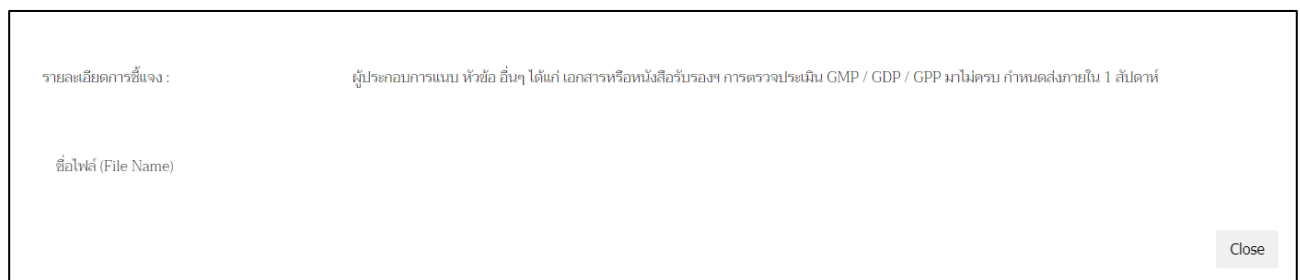 รายละเอียดการชี้แจง : ผู้ประกอบการแนบ หัวข้อ อื่นๆ ได้แก่ เอกสารหรือหนังสือรับรองฯ การตรวจประเมิน GMP / GDP / GPP มาไม่ครบ กำหนดส่งภายใน 1 สัปดาห์
ชื่อไฟล์ (File Name)
Close